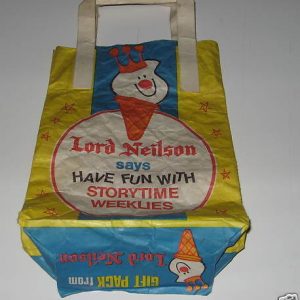 Lord Neilson
says
HAVE FUN WITH
STORYTIME
WEEKLIES
GIFT PACK from
Lord Neilson